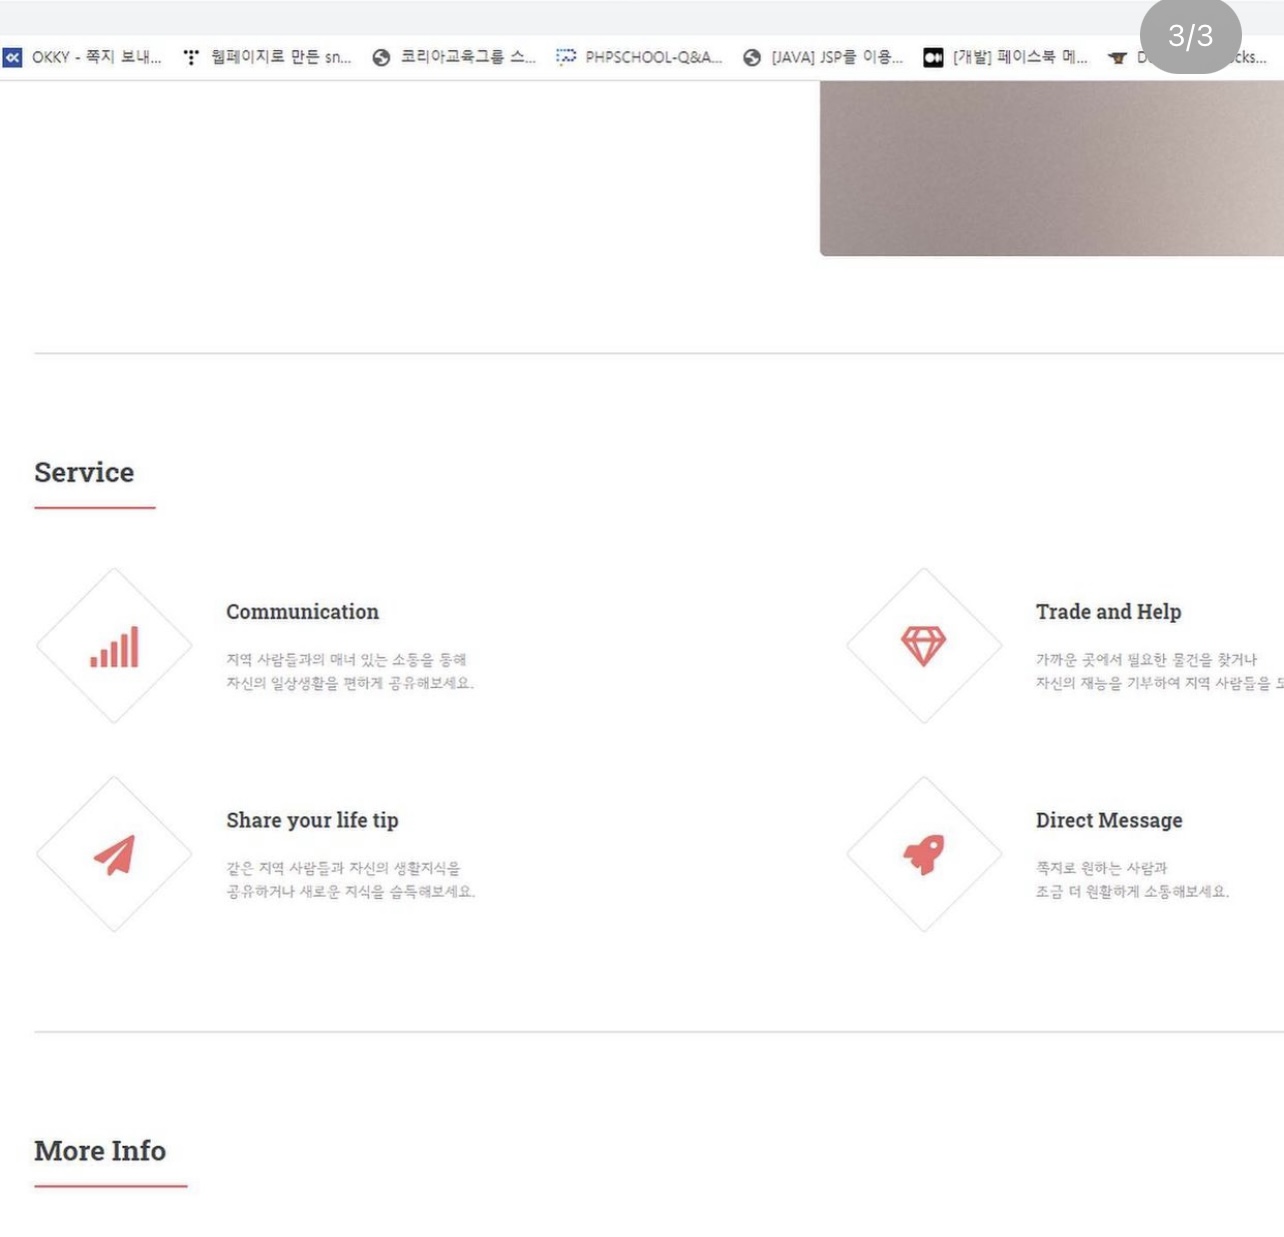 3/3
OKKY - 쪽지 보내... 웹페이지로 만든 sn... 코리아교육그룹 스... PHPSCHOOL-Q&A... [JAVA] JSP를 이용... [개발] 페이스북 메... D cks...
Service
Communication
지역 사람들과의 매너 있는 소통을 통해
자신의 일상생활을 편하게 공유해보세요.
Trade and Help
가까운 곳에서 필요한 물건을 찾거나
자신의 재능을 기부하여 지역 사람들을
Share your life tip
같은 지역 사람들과 자신의 생활지식을
공유하거나 새로운 지식을 습득해보세요.
Direct Message
쪽지로 원하는 사람과
조금 더 원활하게 소통해보세요.
More Info